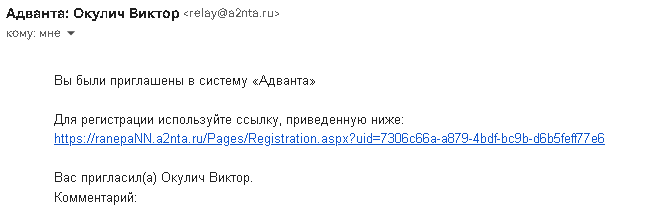 Адванта: Окулич Виктор <relay@a2nta.ru>
кому: мне
Вы были приглашены в систему «Адванта»
Для регистрации используйте ссылку, приведенную ниже:
https://ranepaNN.a2nta.ru/Pages/Registration.aspx?uid=7306c66a-a879-4bdf-bc9b-d6b5feff77e6
Вас пригласил(а) Окулич Виктор.
Комментарий: